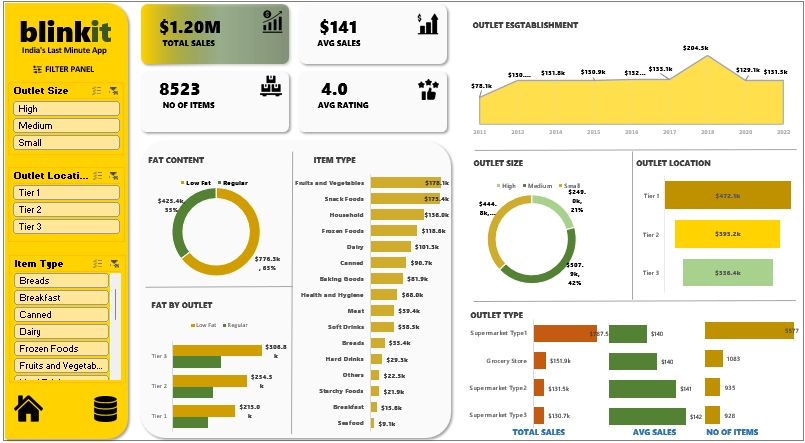 blinkit
India's Last Minute App
FILTER PANEL
Outlet Size
High
Medium
Small
Outlet Locati...
Tier 1
Tier 2
Tier 3
Item Type
Breads
Breakfast
Canned
Dairy
Frozen Foods
Fruits and Vegetab...
$1.20M
TOTAL SALES
$141
AVG SALES
8523
NO OF ITEMS
4.0
AVG RATING
FAT CONTENT
Low Fat Regular
$425.4k
35%
$776.3k
, 65%
FAT BY OUTLET
Low Fat Regular
Tier 3 $306.8
k
Tier 2 $254.3
k
Tier 1 $215.0
k
ITEM TYPE
Fruits and Vegetables $178.1k
Snack Foods $175.4k
Household $136.0k
Frozen Foods $118.6k
Dairy $101.3k
Canned $90.7k
Baking Goods $81.9k
Health and Hygiene $68.0k
Meat $59.4k
Soft Drinks $58.5k
Breads $35.4k
Hard Drinks $29.3k
Others $22.5k
Starchy Foods $21.9k
Breakfast $15.6k
Seafood $9.1k
OUTLET ESGTABLISHMENT
$78.1k $130.... $131.8k $130.9k $132... $133.1k $204.5k $129.1k $131.5k
2011 2012 2014 2015 2016 2017 2018 2020 2022
OUTLET SIZE
High Medium Small
$249.
0k,
21%
$444.
8k,...
$507.
9k,
42%
OUTLET LOCATION
Tier 1 $472.1k
Tier 2 $393.2k
Tier 3 $336.4k
OUTLET TYPE
Supermarket Type1 $787.5 $140 5577
Grocery Store $151.9k $140 1083
Supermarket Type2 $131.5k $141 935
Supermarket Type3 $130.7k $142 928
TOTAL SALES AVG SALES NO OF ITEMS